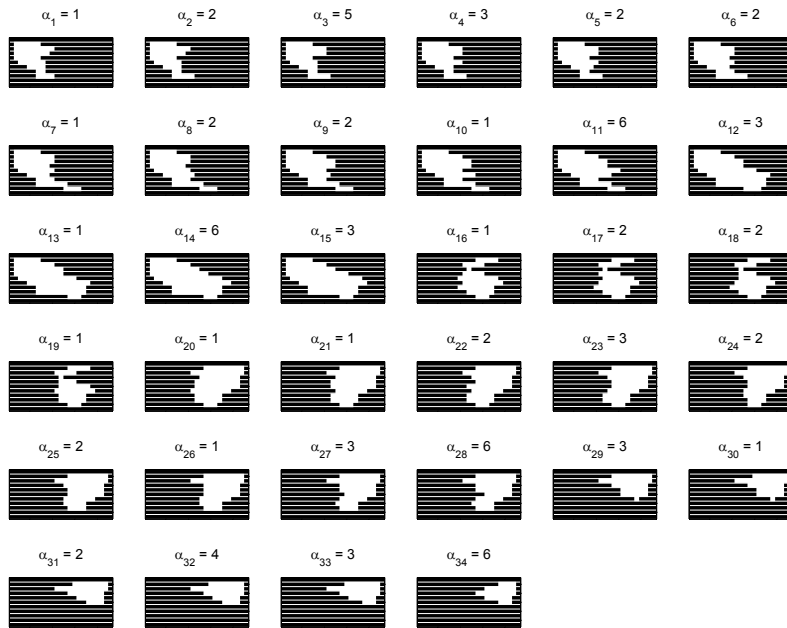 α1 = 1 α2 = 2 α3 = 5 α4 = 3 α5 = 2 α6 = 2
α7 = 1 α8 = 2 α9 = 2 α10 = 1 α11 = 6 α12 = 3
α13 = 1 α14 = 6 α15 = 3 α16 = 1 α17 = 2 α18 = 2
α19 = 1 α20 = 1 α21 = 1 α22 = 2 α23 = 3 α24 = 2
α25 = 2 α26 = 1 α27 = 3 α28 = 6 α29 = 3 α30 = 1
α31 = 2 α32 = 4 α33 = 3 α34 = 6